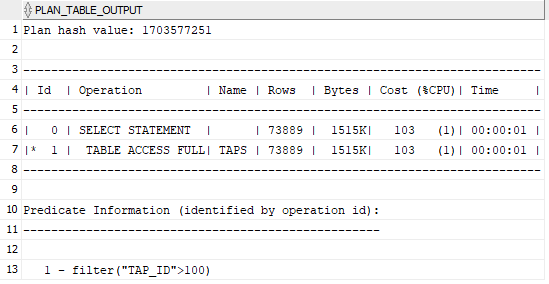 PLAN_TABLE_OUTPUT
1 Plan hash value: 1703577251
2
3 ---------------------------------------------------------------------------
4 | Id  | Operation         | Name | Rows  | Bytes | Cost (%CPU)| Time     |
5 ---------------------------------------------------------------------------
6 |   0 | SELECT STATEMENT  |      | 73889 |  1515K|   103   (1)| 00:00:01 |
7 |*  1 |  TABLE ACCESS FULL| TAPS | 73889 |  1515K|   103   (1)| 00:00:01 |
8 ---------------------------------------------------------------------------
9
10 Predicate Information (identified by operation id):
11 ---------------------------------------------------
12
13    1 - filter("TAP_ID">100)